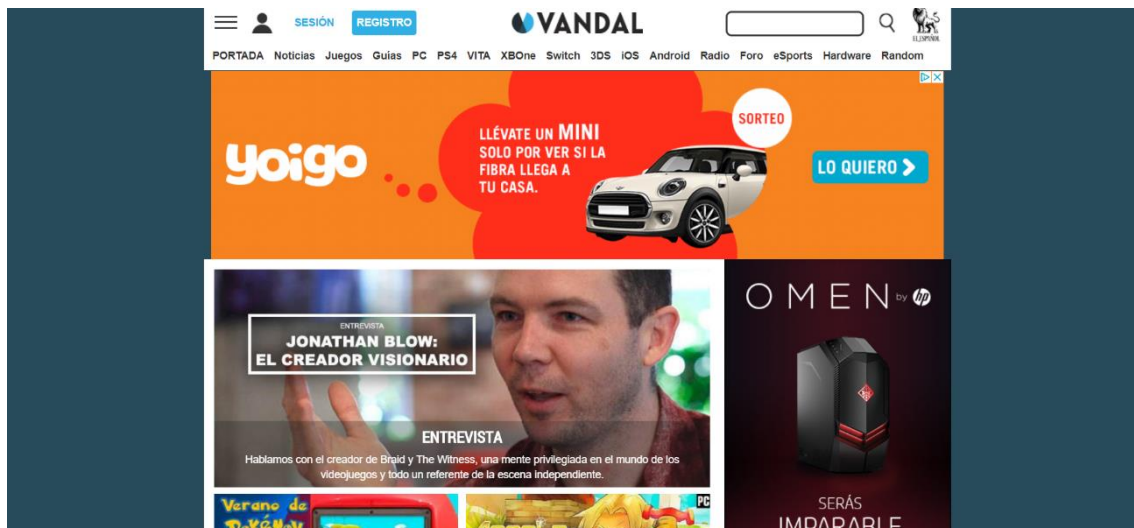 SESIÓN REGISTRO VANDAL EL ESPAÑOL
PORTADA Noticias Juegos Guías PC PS4 VITA XBOne Switch 3DS iOS Android Radio Foro eSports Hardware Random
yoigo
LLÉVATE UN MINI
SOLO POR VER SI LA
FIBRA LLEGA A
TU CASA.
SORTEO
LO QUIERO
ENTREVISTA
JONATHAN BLOW:
EL CREADOR VISIONARIO
ENTREVISTA
Hablamos con el creador de Braid y The Witness, una mente privilegiada en el mundo de los
videojuegos y todo un referente de la escena independiente.
OMEN by hp
SERÁS
IMPARABLE
Verano de
Pokémon
PC